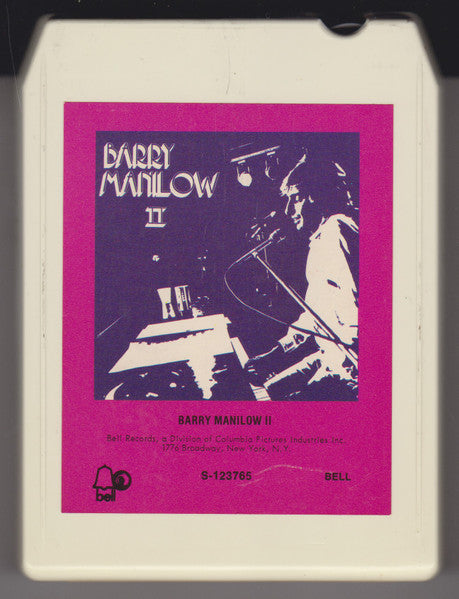 BARRY
MANILOW
II
BARRY MANILOW II
Bell Records, a Division of Columbia Pictures Industries Inc.
1776 Broadway, New York, N.Y.
bell
S-123765 BELL